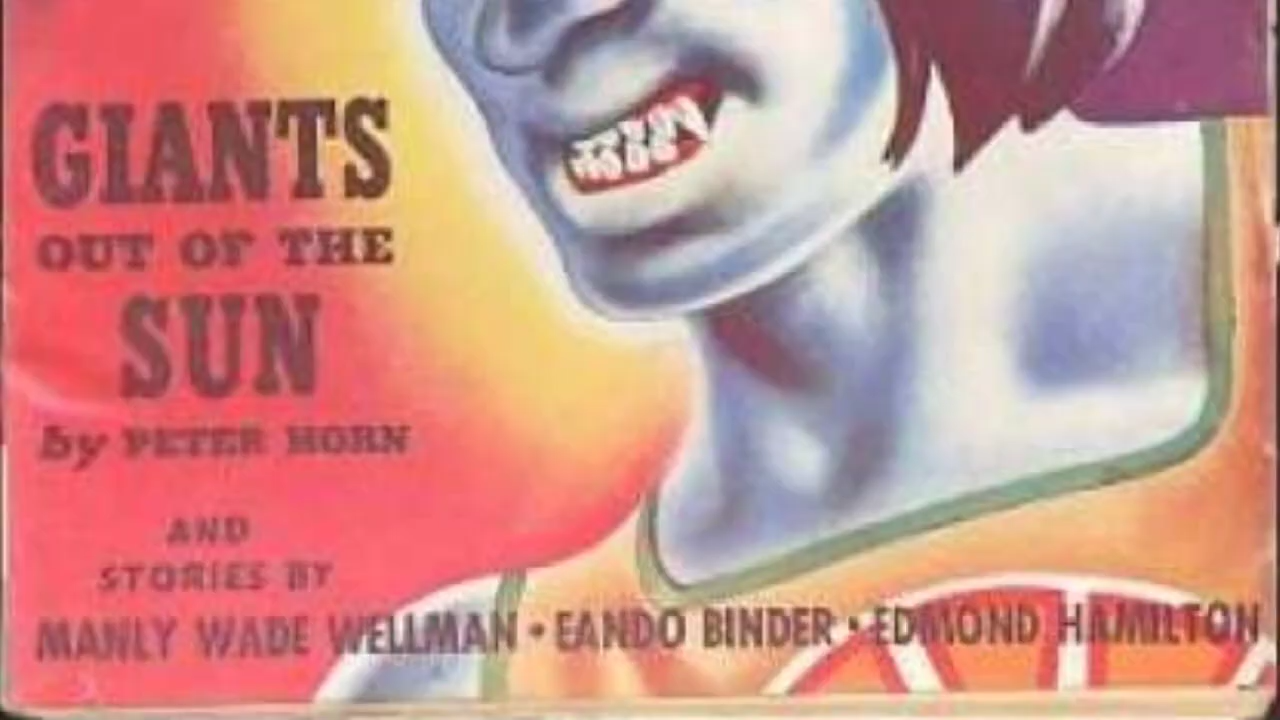 GIANTS
OUT OF THE
SUN
by PETER HORN
AND
STORIES BY
MANLY WADE WELLMAN • EANDO BINDER • EDMOND HAMILTON